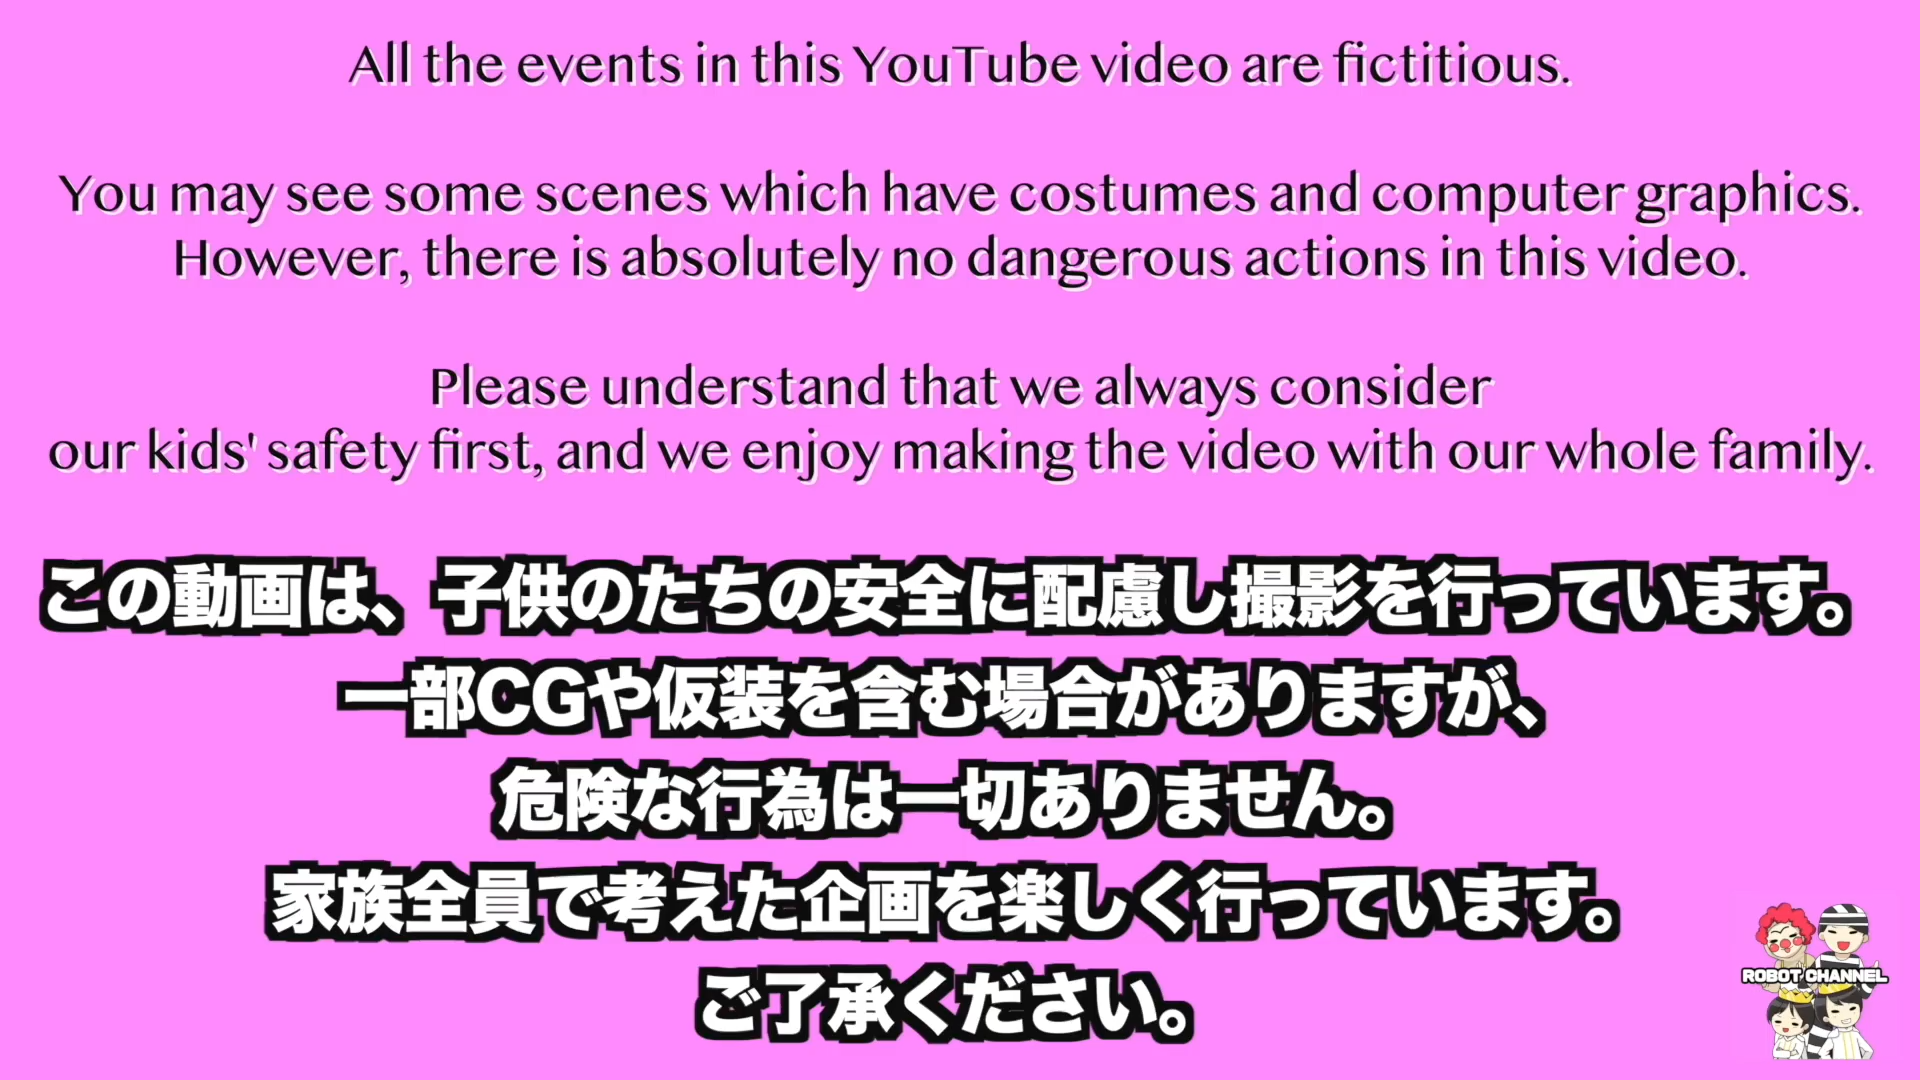 All the events in this YouTube video are fictitious.
You may see some scenes which have costumes and computer graphics.
However, there is absolutely no dangerous actions in this video.
Please understand that we always consider
our kids' safety first, and we enjoy making the video with our whole family.
この動画は、子供のたちの安全に配慮し撮影を行っています。
一部CGや仮装を含む場合がありますが、
危険な行為は一切ありません。
家族全員で考えた企画を楽しく行っています。
ご了承ください。
ROBOT CHANNEL